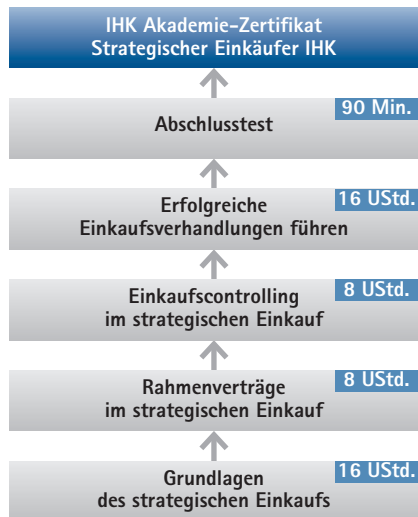 IHK Akademie-Zertifikat
Strategischer Einkäufer IHK
90 Min.
Abschlusstest
16 UStd.
Erfolgreiche
Einkaufsverhandlungen führen
8 UStd.
Einkaufscontrolling
im strategischen Einkauf
8 UStd.
Rahmenverträge
im strategischen Einkauf
16 UStd.
Grundlagen
des strategischen Einkaufs